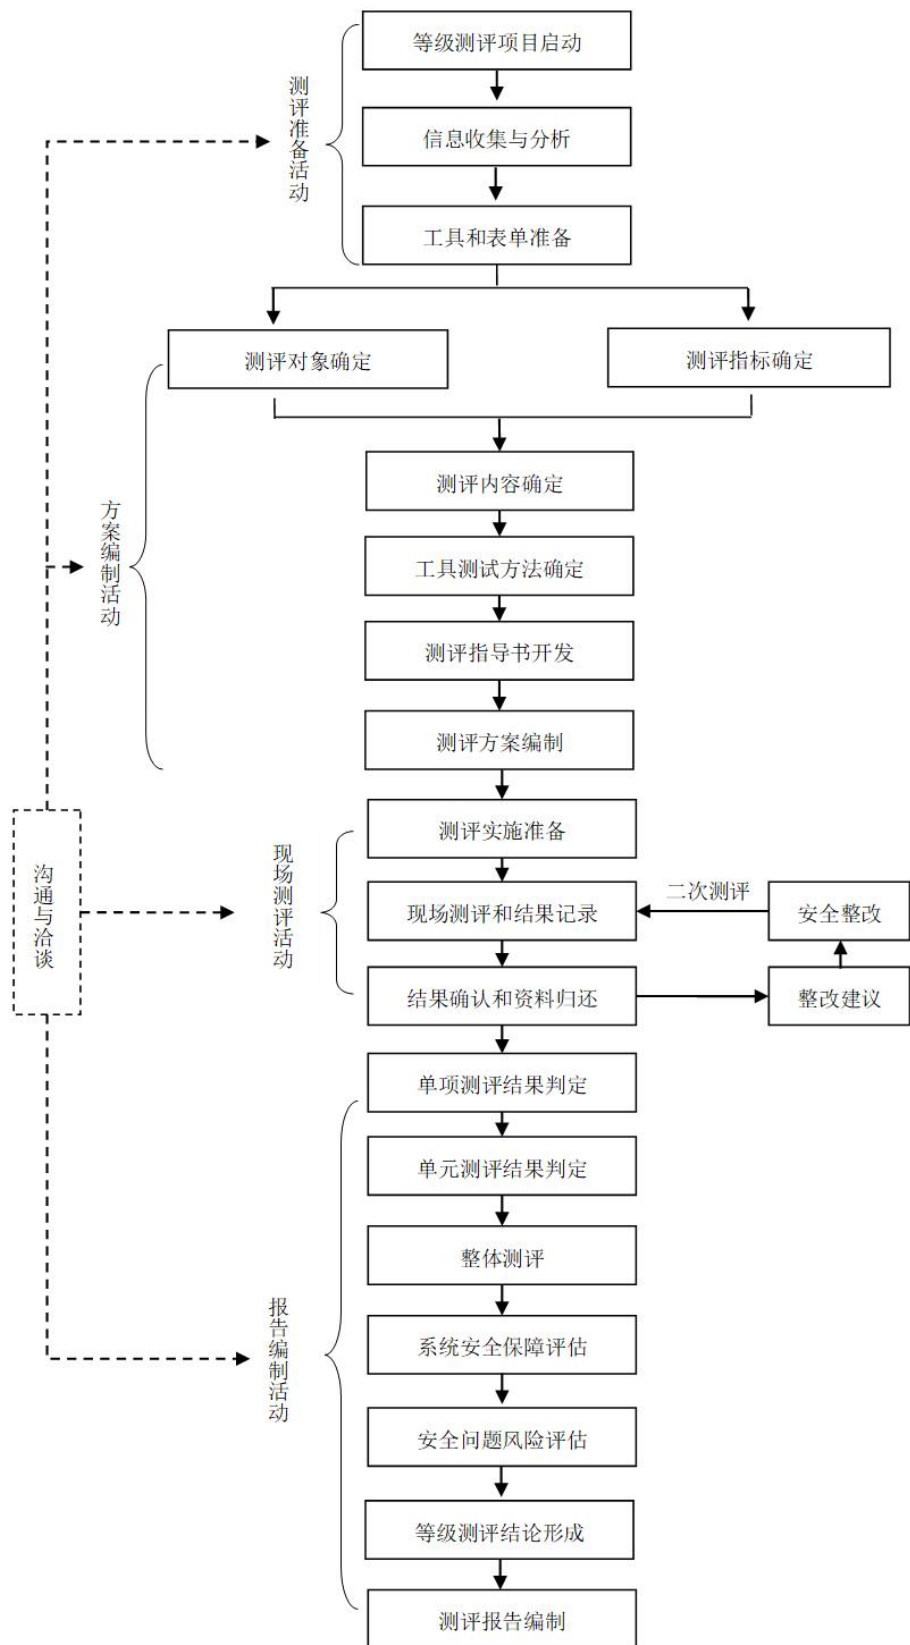 等级测评项目启动
测评准备活动
信息收集与分析
工具和表单准备
测评对象确定
测评指标确定
方案编制活动
测评内容确定
工具测试方法确定
测评指导书开发
测评方案编制
沟通与洽谈
现场测评活动
测评实施准备
现场测评和结果记录
二次测评
安全整改
结果确认和资料归还
整改建议
单项测评结果判定
单元测评结果判定
整体测评
报告编制活动
系统安全保障评估
安全问题风险评估
等级测评结论形成
测评报告编制